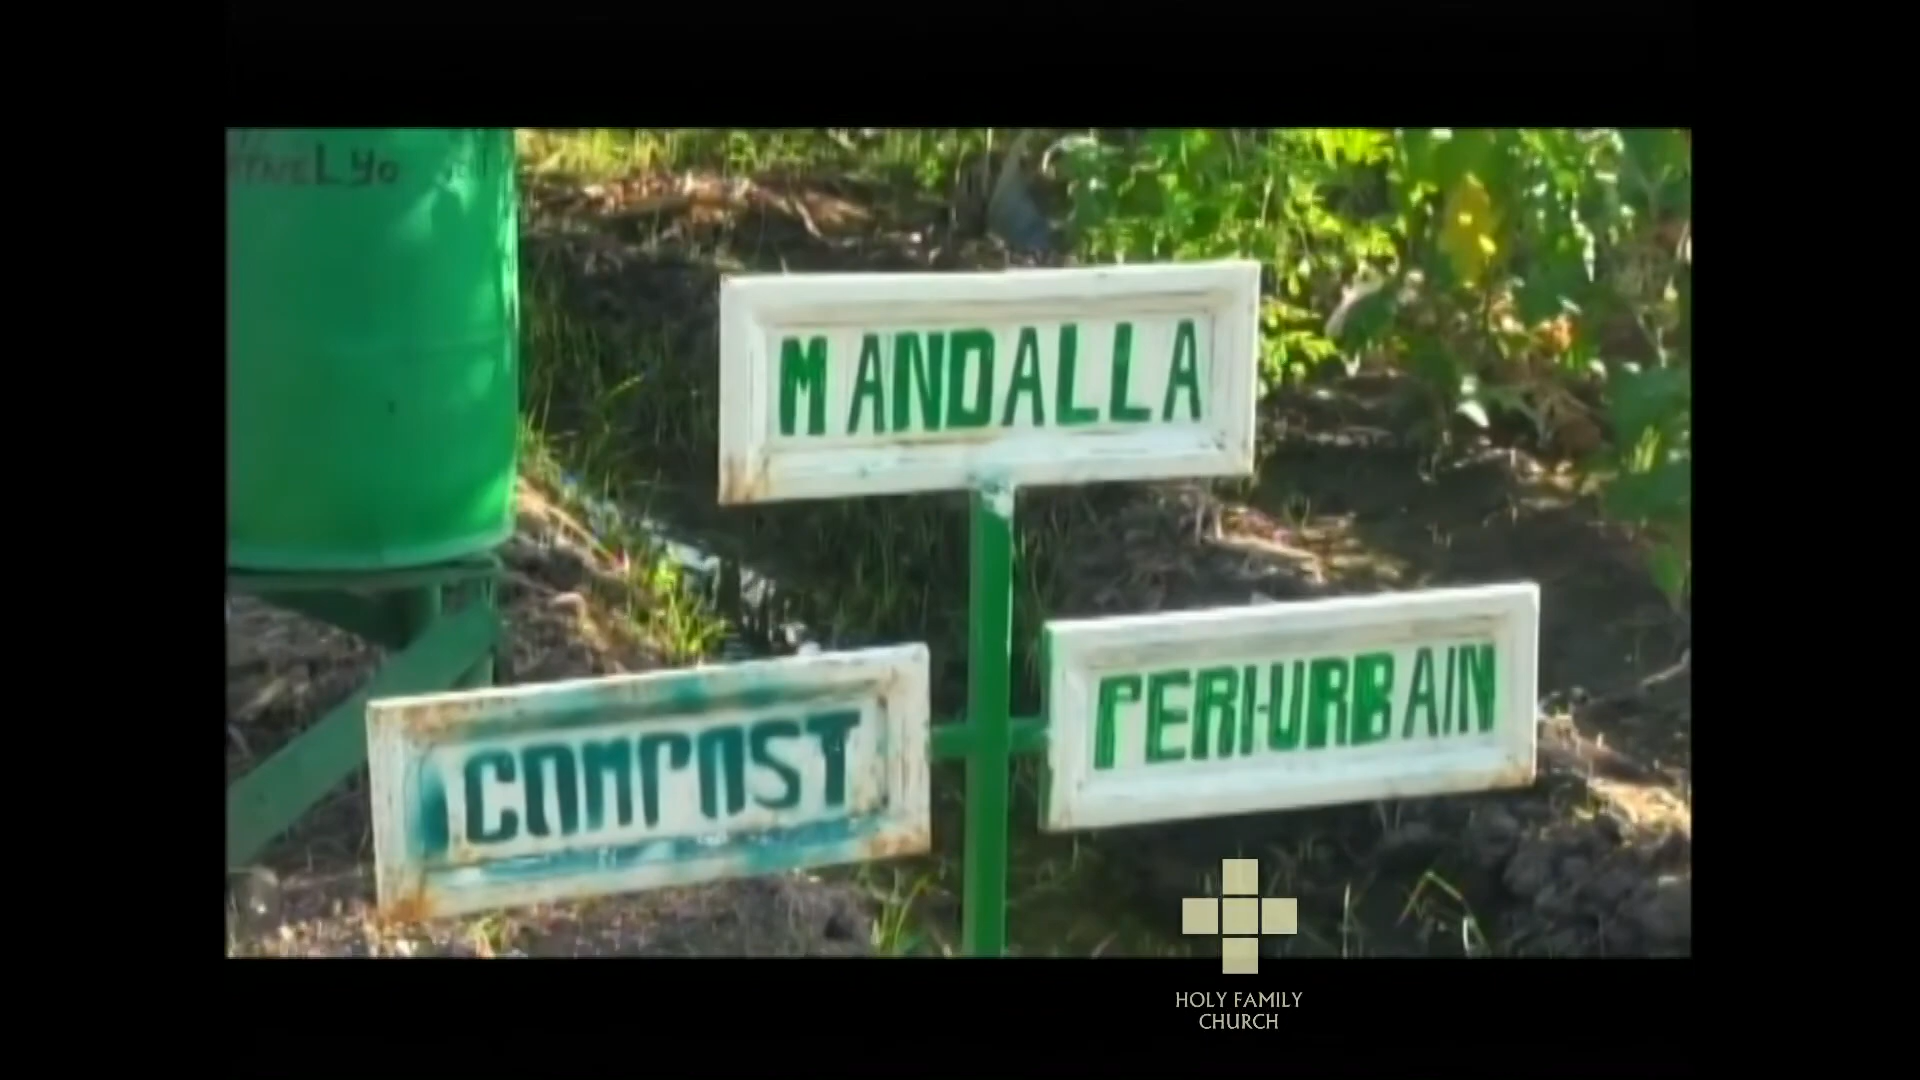 MANDALLA
COMPOST
PERI-URBAIN
HOLY FAMILY
CHURCH